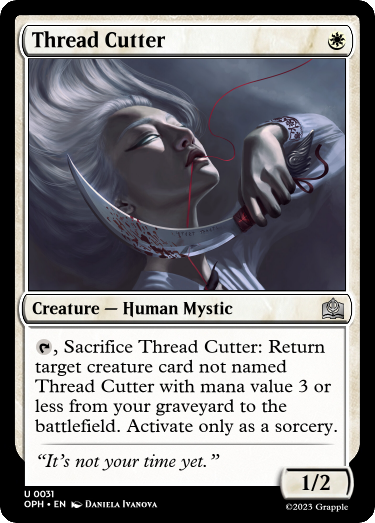 Thread Cutter
Creature — Human Mystic
, Sacrifice Thread Cutter: Return
target creature card not named
Thread Cutter with mana value 3 or
less from your graveyard to the
battlefield. Activate only as a sorcery.
“It’s not your time yet.”
1/2
U 0031
OPH • EN Daniela Ivanova
©2023 Grapple